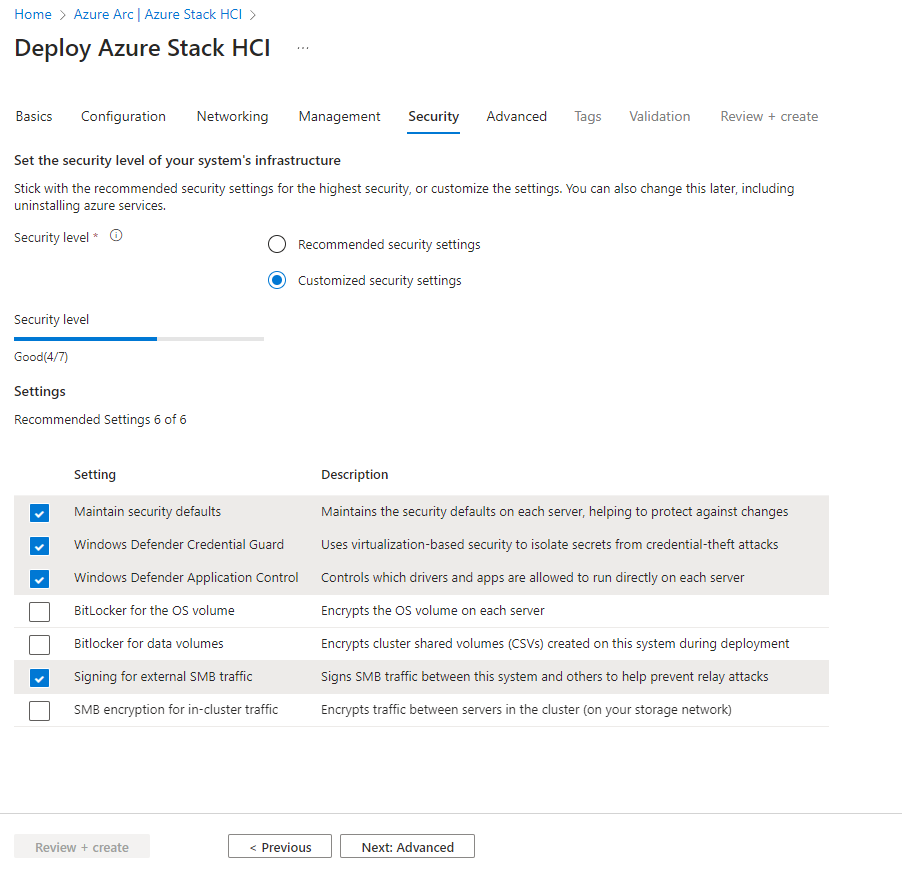 Home > Azure Arc | Azure Stack HCI >
Deploy Azure Stack HCI ...
Basics Configuration Networking Management Security Advanced Tags Validation Review + create
Set the security level of your system's infrastructure
Stick with the recommended security settings for the highest security, or customize the settings. You can also change this later, including
uninstalling azure services.
Security level *
Recommended security settings
Customized security settings
Security level
Good(4/7)
Settings
Recommended Settings 6 of 6
Setting Description
Maintain security defaults Maintains the security defaults on each server, helping to protect against changes
Windows Defender Credential Guard Uses virtualization-based security to isolate secrets from credential-theft attacks
Windows Defender Application Control Controls which drivers and apps are allowed to run directly on each server
BitLocker for the OS volume Encrypts the OS volume on each server
Bitlocker for data volumes Encrypts cluster shared volumes (CSVs) created on this system during deployment
Signing for external SMB traffic Signs SMB traffic between this system and others to help prevent relay attacks
SMB encryption for in-cluster traffic Encrypts traffic between servers in the cluster (on your storage network)
Review + create < Previous Next: Advanced